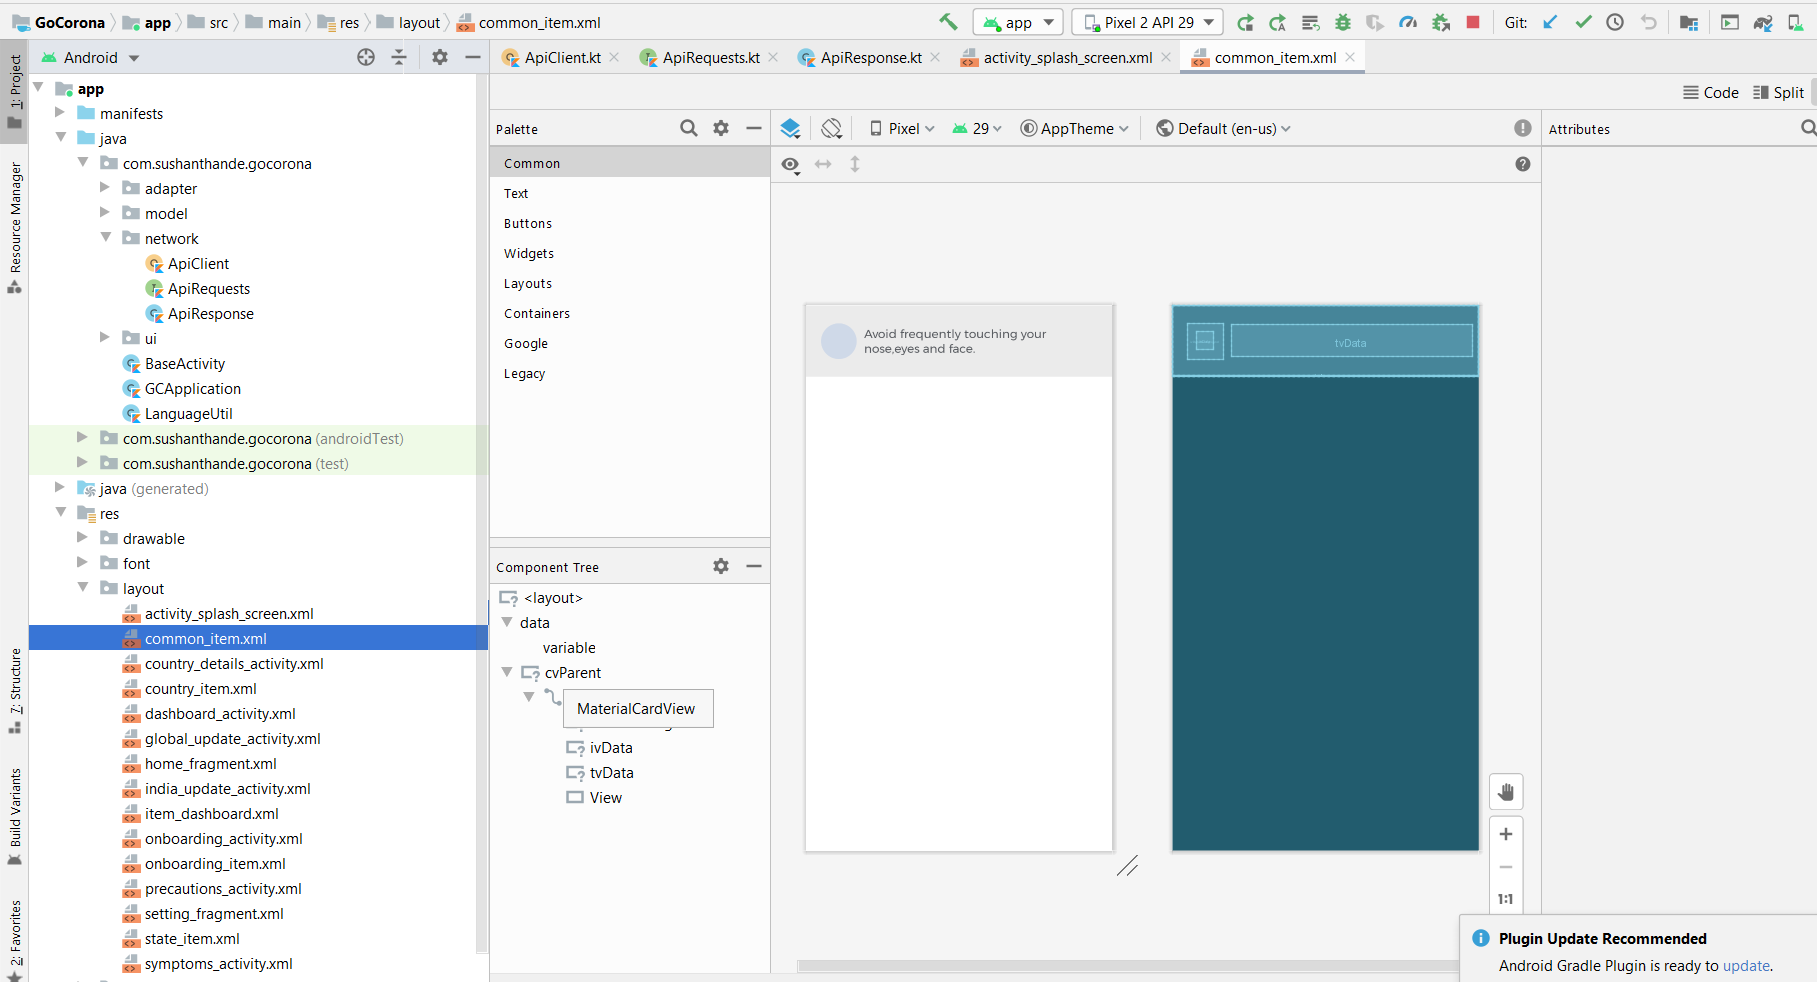 GoCorona app src main res layout common_item.xml app Pixel 2 API 29 Git:
1: Project
Resource Manager
7: Structure
Build Variants
2: Favorites
Android
app
manifests
java
com.sushanthande.gocorona
adapter
model
network
ApiClient
ApiRequests
ApiResponse
ui
BaseActivity
GCApplication
LanguageUtil
com.sushanthande.gocorona (androidTest)
com.sushanthande.gocorona (test)
java (generated)
res
drawable
font
layout
activity_splash_screen.xml
common_item.xml
country_details_activity.xml
country_item.xml
dashboard_activity.xml
global_update_activity.xml
home_fragment.xml
india_update_activity.xml
item_dashboard.xml
onboarding_activity.xml
onboarding_item.xml
precautions_activity.xml
setting_fragment.xml
state_item.xml
symptoms_activity.xml
ApiClient.kt ApiRequests.kt ApiResponse.kt activity_splash_screen.xml common_item.xml
Code Split
Palette
Common
Text
Buttons
Widgets
Layouts
Containers
Google
Legacy
Component Tree
<layout>
data
variable
cvParent
MaterialCardView
ivData
tvData
View
Pixel 29 AppTheme Default (en-us)
Avoid frequently touching your
nose,eyes and face.
tvData
1:1
Attributes
Plugin Update Recommended
Android Gradle Plugin is ready to update.